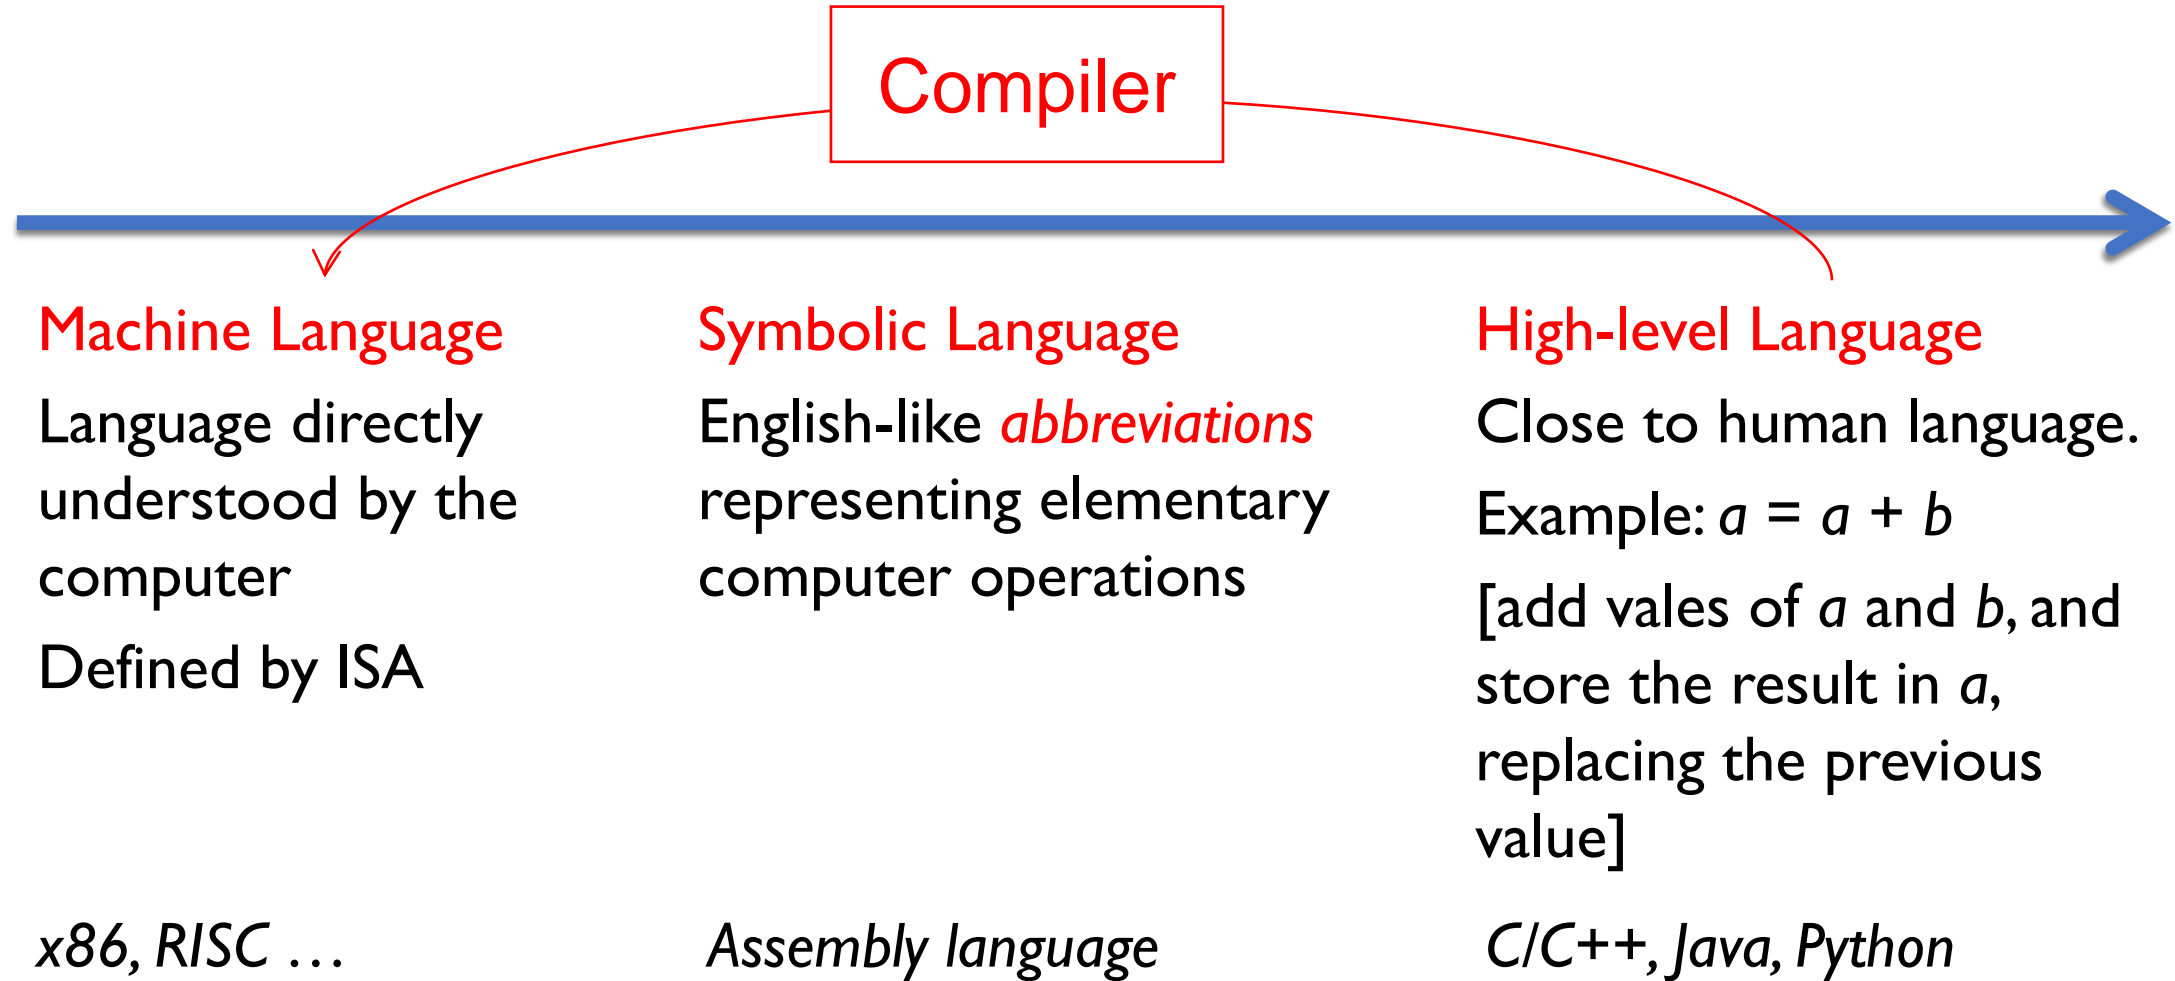 Compiler
Machine Language
Language directly
understood by the
computer
Defined by ISA
x86, RISC …
Symbolic Language
English-like abbreviations
representing elementary
computer operations
Assembly language
High-level Language
Close to human language.
Example: a = a + b
[add vales of a and b, and
store the result in a,
replacing the previous
value]
C/C++, Java, Python